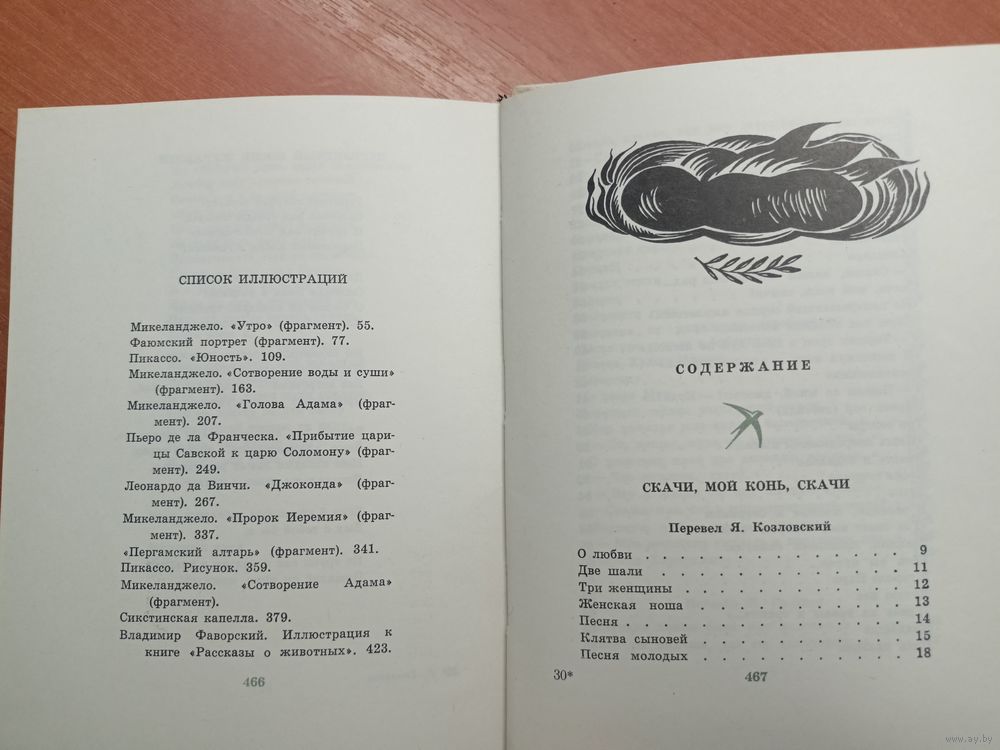 СПИСОК ИЛЛЮСТРАЦИЙ
Микеланджело. «Утро» (фрагмент). 55.
Фаюмский портрет (фрагмент). 77.
Пикассо. «Юность». 109.
Микеланджело. «Сотворение воды и суши»
(фрагмент). 163.
Микеланджело. «Голова Адама» (фраг-
мент). 207.
Пьеро де ла Франческа. «Прибытие цари-
цы Савской к царю Соломону» (фраг-
мент). 249.
Леонардо да Винчи. «Джоконда» (фраг-
мент). 267.
Микеланджело. «Пророк Иеремия» (фраг-
мент). 337.
«Пергамский алтарь» (фрагмент). 341.
Пикассо. Рисунок. 359.
Микеланджело. «Сотворение Адама»
(фрагмент).
Сикстинская капелла. 379.
Владимир Фаворский. Иллюстрация к
книге «Рассказы о животных». 423.
466
СОДЕРЖАНИЕ
СКАЧИ, МОЙ КОНЬ, СКАЧИ
Перевел Я. Козловский
О любви . . . . . . . . . . . . . . 9
Две шали . . . . . . . . . . . . . 11
Три женщины . . . . . . . . . . . 12
Женская ноша . . . . . . . . . . . 13
Песня . . . . . . . . . . . . . . . 14
Клятва сыновей . . . . . . . . . . 15
Песня молодых . . . . . . . . . . 18
30*
467
www.ay.by